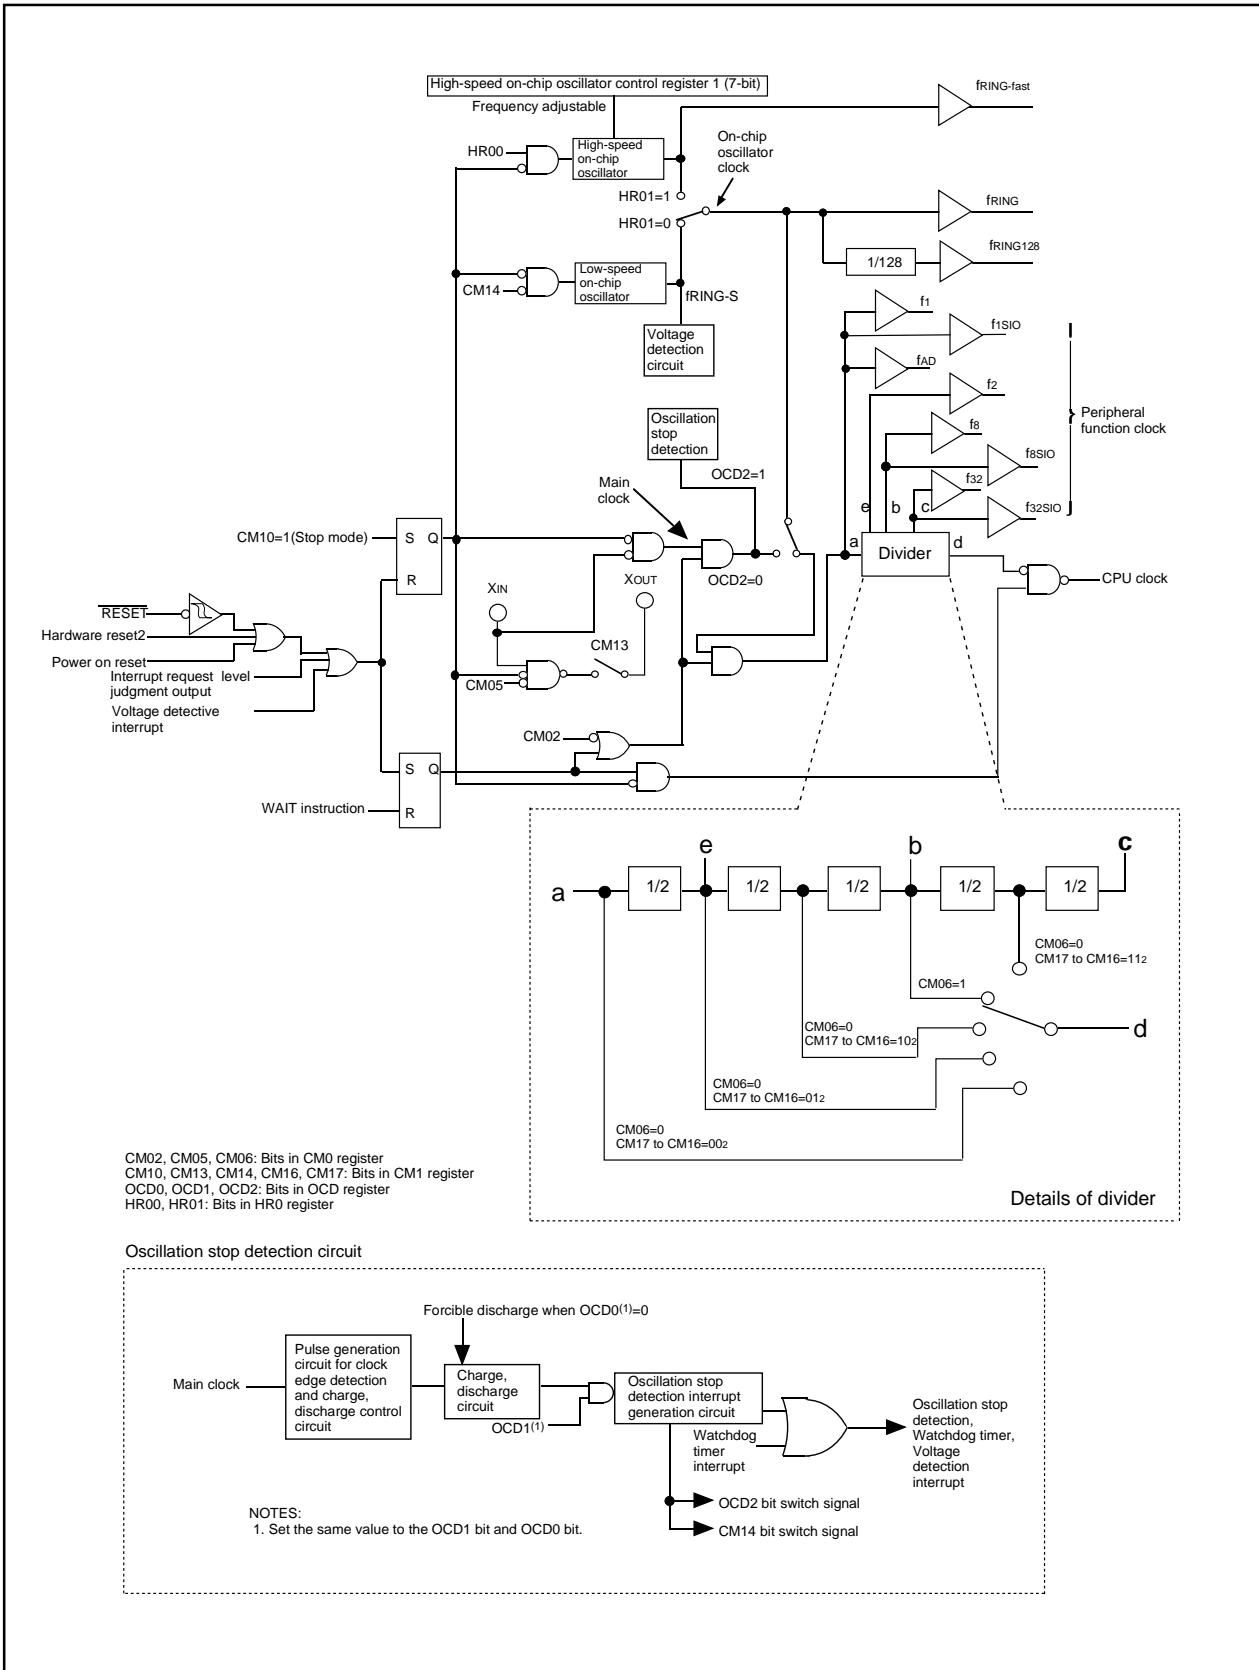 High-speed on-chip oscillator control register 1 (7-bit)
Frequency adjustable
fRING-fast
HR00
High-speed
on-chip
oscillator
On-chip
oscillator
clock
HR01=1
HR01=0
fRING
fRING128
1/128
CM14
Low-speed
on-chip
oscillator
fRING-S
Voltage
detection
circuit
f1
f1SIO
fAD
f2
f8
f8SIO
f32
f32SIO
Peripheral
function clock
Oscillation
stop
detection
OCD2=1
Main
clock
e
b
c
a
Divider
d
CPU clock
CM10=1(Stop mode)
S
Q
R
OCD2=0
XIN
XOUT
RESET
Hardware reset2
Power on reset
Interrupt request level
judgment output
Voltage detective
interrupt
CM13
CM05
CM02
S
Q
R
WAIT instruction
a
e
b
c
1/2
1/2
1/2
1/2
1/2
CM06=0
CM17 to CM16=112
CM06=1
CM06=0
CM17 to CM16=102
d
CM06=0
CM17 to CM16=012
CM06=0
CM17 to CM16=002
Details of divider
CM02, CM05, CM06: Bits in CM0 register
CM10, CM13, CM14, CM16, CM17: Bits in CM1 register
OCD0, OCD1, OCD2: Bits in OCD register
HR00, HR01: Bits in HR0 register
Oscillation stop detection circuit
Forcible discharge when OCD0(1)=0
Main clock
Pulse generation
circuit for clock
edge detection
and charge,
discharge control
circuit
Charge,
discharge
circuit
OCD1(1)
Oscillation stop
detection interrupt
generation circuit
Watchdog
timer
interrupt
Oscillation stop
detection,
Watchdog timer,
Voltage
detection
interrupt
OCD2 bit switch signal
CM14 bit switch signal
NOTES:
1. Set the same value to the OCD1 bit and OCD0 bit.